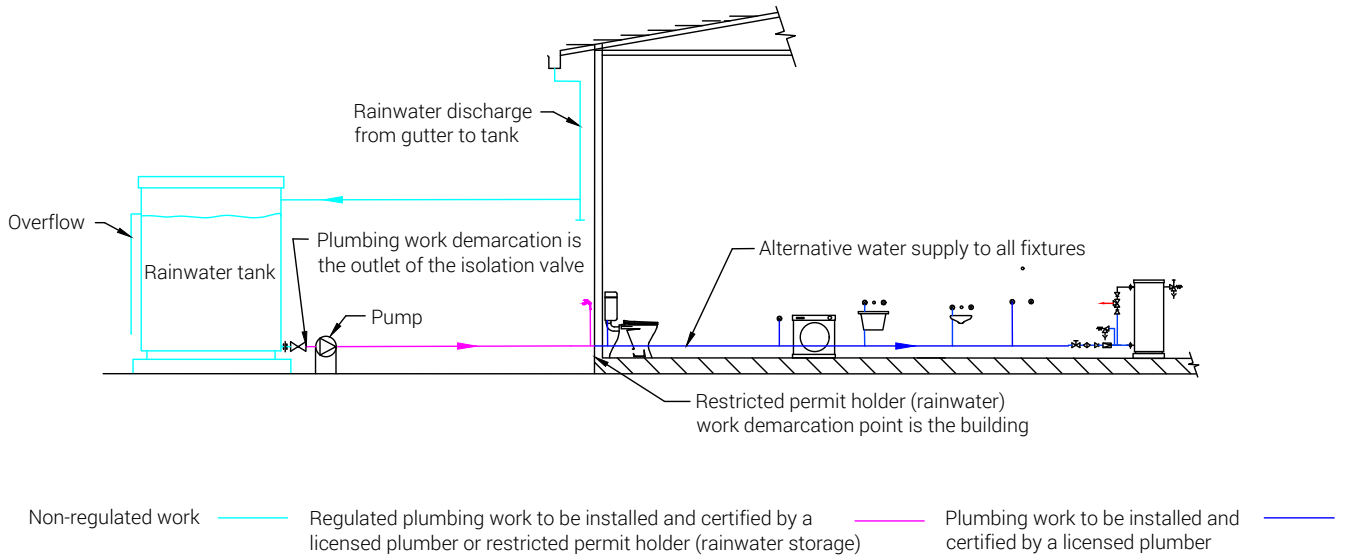 Rainwater discharge
from gutter to tank
Overflow
Plumbing work demarcation is
the outlet of the isolation valve
Alternative water supply to all fixtures
Rainwater tank
Pump
Restricted permit holder (rainwater)
work demarcation point is the building
Non-regulated work
Regulated plumbing work to be installed and certified by a
licensed plumber or restricted permit holder (rainwater storage)
Plumbing work to be installed and
certified by a licensed plumber